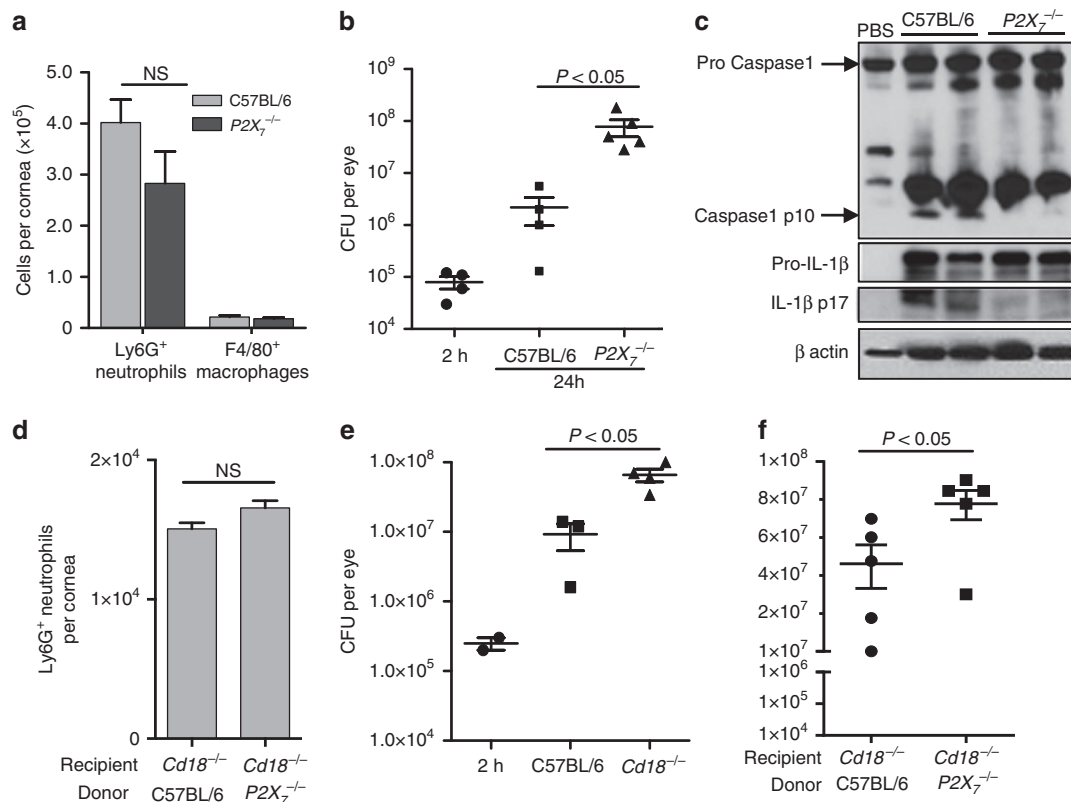 a
NS
C57BL/6
P2X₇⁻/⁻
Cells per cornea (×10⁵)
5.0
4.0
3.0
2.0
1.0
0
Ly6G⁺ neutrophils
F4/80⁺ macrophages
b
P < 0.05
CFU per eye
10⁹
10⁸
10⁷
10⁶
10⁵
10⁴
2 h
C57BL/6
P2X₇⁻/⁻
24h
c
PBS
C57BL/6
P2X₇⁻/⁻
Pro Caspase1
Caspase1 p10
Pro-IL-1β
IL-1β p17
β actin
d
NS
Ly6G⁺ neutrophils per cornea
2×10⁴
1×10⁴
0
Recipient Cd18⁻/⁻ Cd18⁻/⁻
Donor C57BL/6 P2X₇⁻/⁻
e
P < 0.05
CFU per eye
1.0×10⁸
1.0×10⁷
1.0×10⁶
1.0×10⁵
1.0×10⁴
2 h
C57BL/6
Cd18⁻/⁻
f
P < 0.05
1×10⁸
8×10⁷
6×10⁷
4×10⁷
2×10⁷
1×10⁷
1×10⁶
1×10⁵
1×10⁴
Recipient Cd18⁻/⁻ Cd18⁻/⁻
Donor C57BL/6 P2X₇⁻/⁻